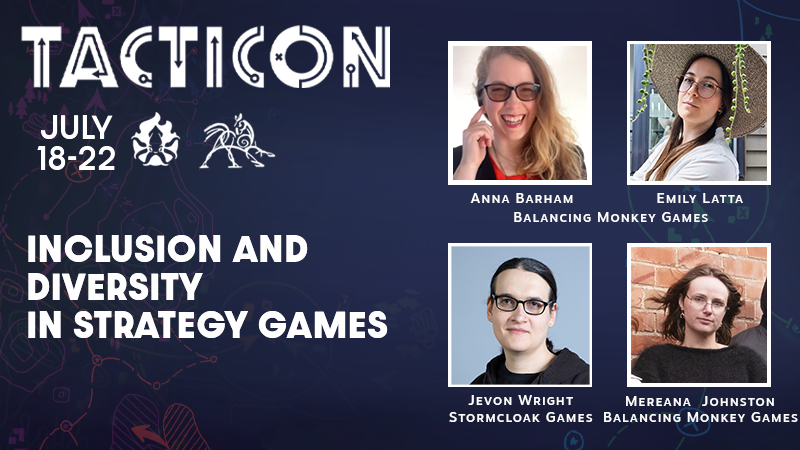 TACTICON
JULY
18-22
INCLUSION AND
DIVERSITY
IN STRATEGY GAMES
Anna Barham
Emily Latta
Balancing Monkey Games
Jevon Wright
Stormcloak Games
Mereana Johnston
Balancing Monkey Games